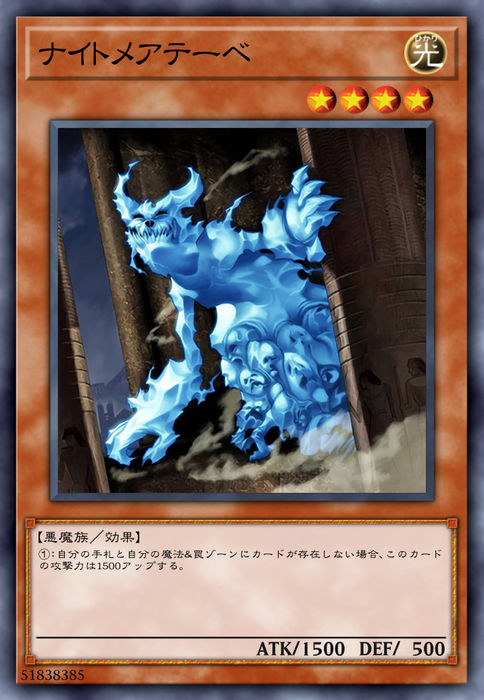 ナイトメアテーベ
ひかり
光
【悪魔族／効果】
①：自分の手札と自分の魔法&罠ゾーンにカードが存在しない場合、このカード
の攻撃力は1500アップする。
ATK/1500 DEF/ 500
51838385